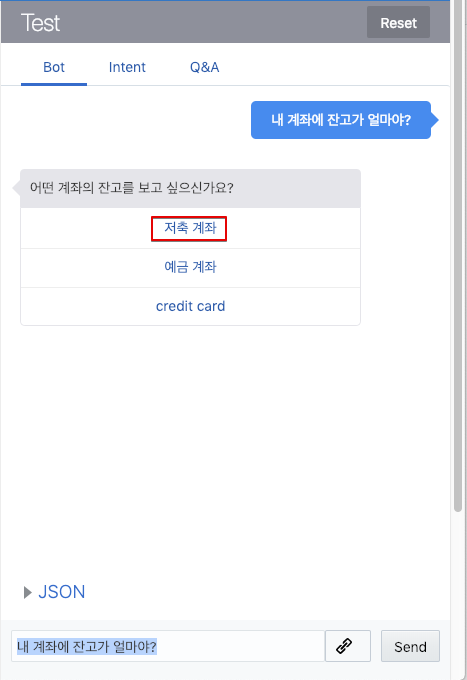 Test
Reset
Bot
Intent
Q&A
내 계좌에 잔고가 얼마야?
어떤 계좌의 잔고를 보고 싶으신가요?
저축 계좌
예금 계좌
credit card
JSON
내 계좌에 잔고가 얼마야?
Send